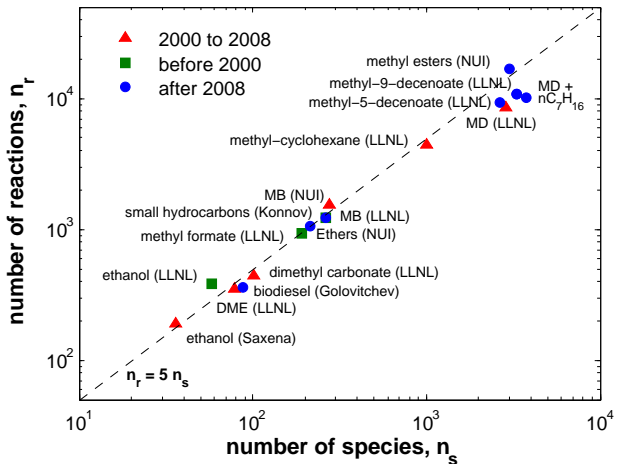 2000 to 2008
before 2000
after 2008
methyl esters (NUI)
methyl−9−decenoate (LLNL)
MD +
nC7H16
methyl−5−decenoate (LLNL)
MD (LLNL)
methyl−cyclohexane (LLNL)
MB (NUI)
small hydrocarbons (Konnov)
MB (LLNL)
methyl formate (LLNL)
Ethers (NUI)
ethanol (LLNL)
dimethyl carbonate (LLNL)
biodiesel (Golovitchev)
DME (LLNL)
ethanol (Saxena)
nr = 5 ns
number of reactions, nr
10^4
10^3
10^2
10^1
10^2
10^3
10^4
number of species, ns